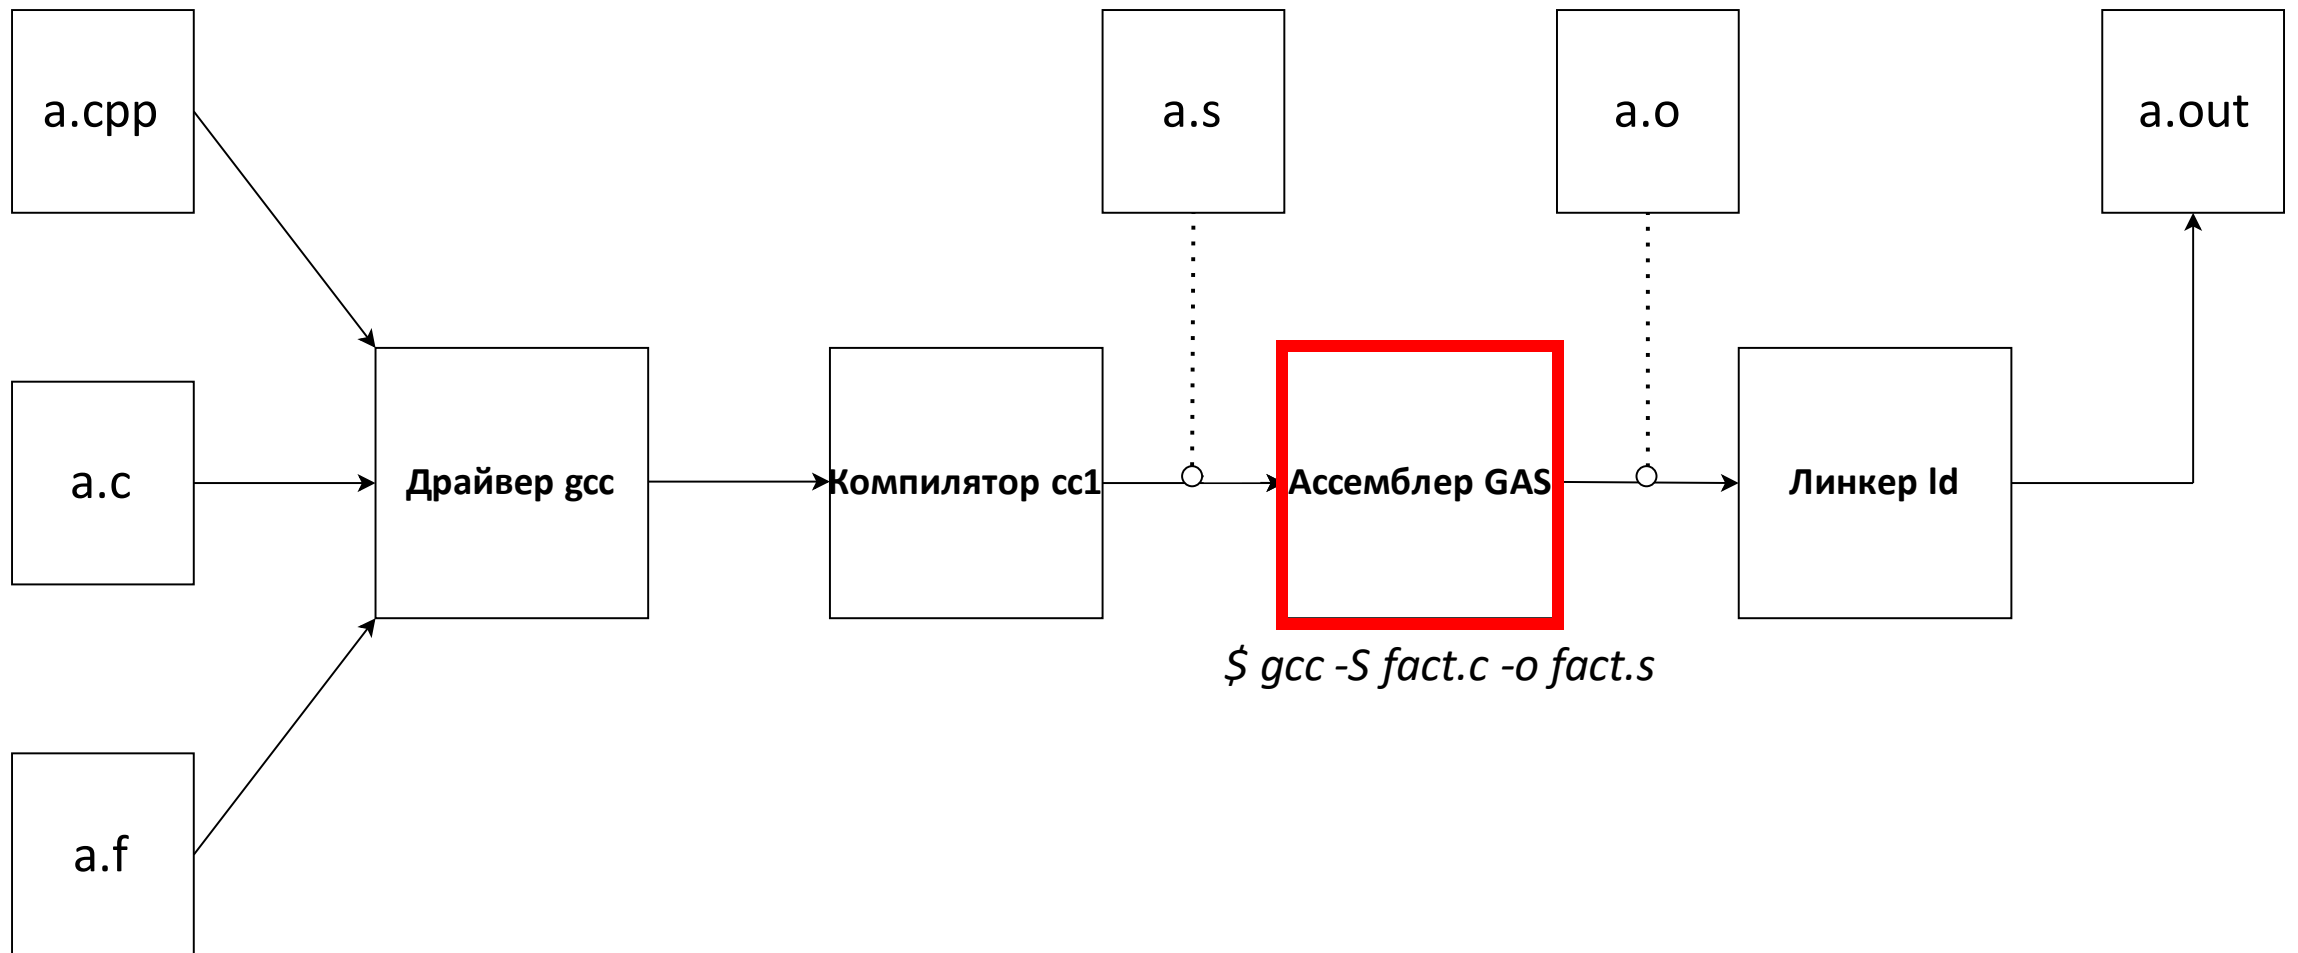 a.cpp
a.s
a.o
a.out
a.c
Драйвер gcc
Компилятор cc1
Ассемблер GAS
Линкер ld
$ gcc -S fact.c -o fact.s
a.f